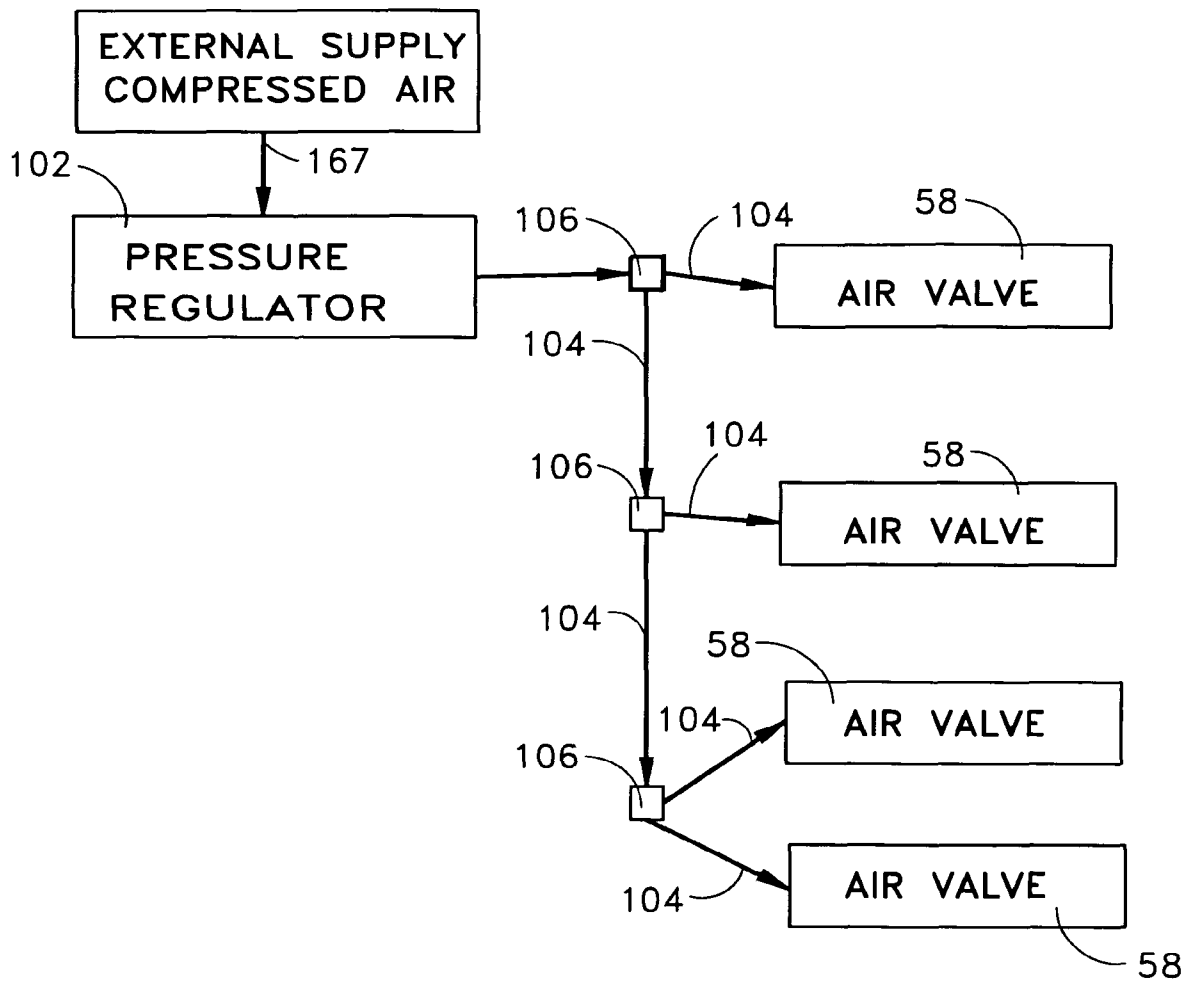 EXTERNAL SUPPLY
COMPRESSED AIR
167
102
PRESSURE
REGULATOR
106
104
58
AIR VALVE
104
106
104
58
AIR VALVE
104
58
104
AIR VALVE
106
104
AIR VALVE
58